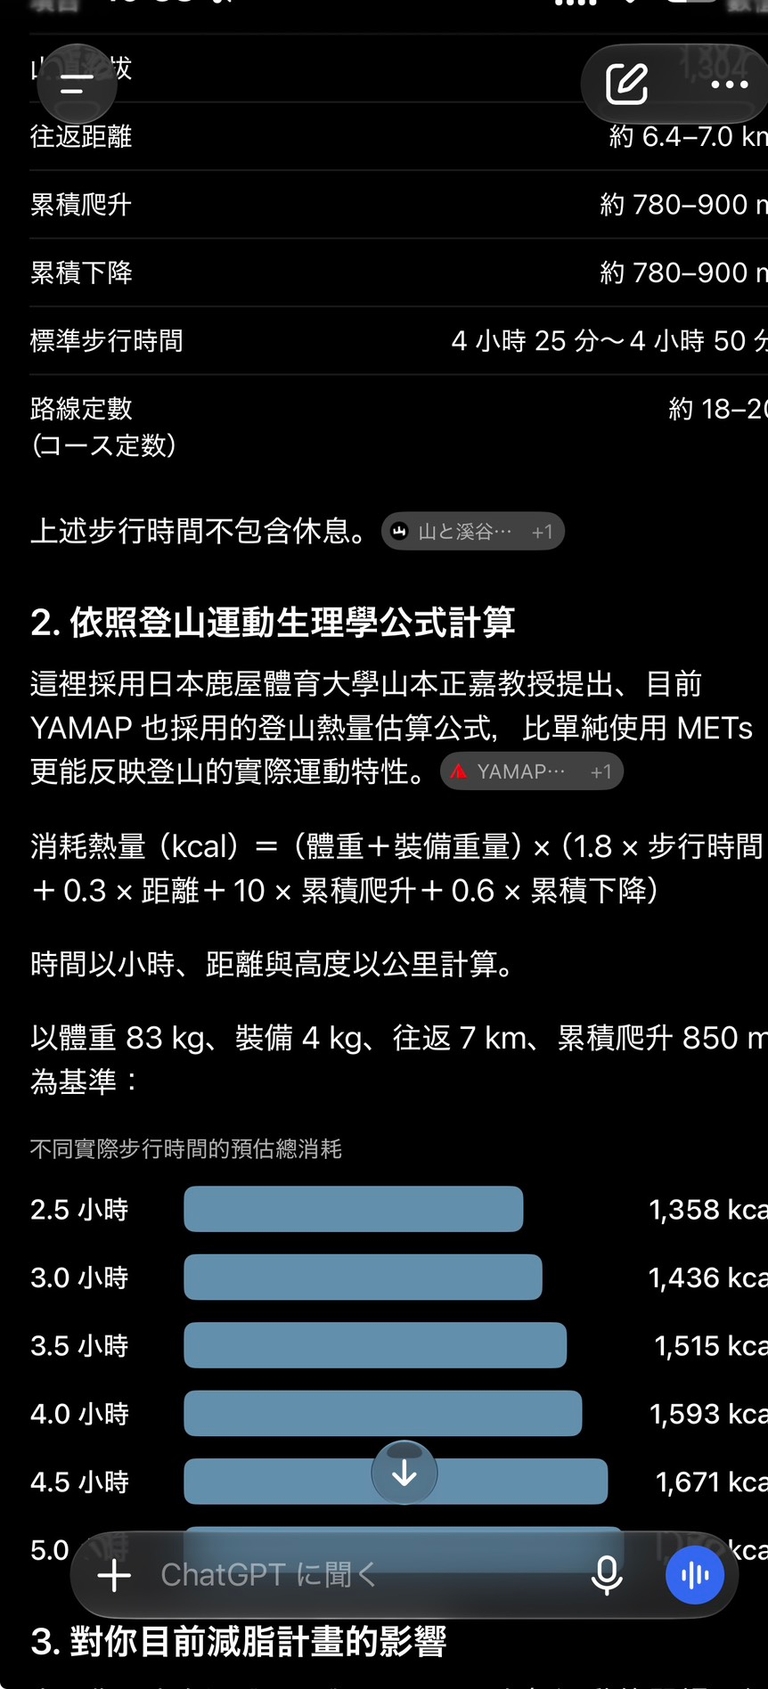 拔
1,304
往返距離 約 6.4–7.0 km
累積爬升 約 780–900 m
累積下降 約 780–900 m
標準步行時間 4 小時 25 分～4 小時 50 分
路線定數 約 18–20
（コース定数）
上述步行時間不包含休息。 山と溪谷… +1
2. 依照登山運動生理學公式計算
這裡採用日本鹿屋體育大學山本正嘉教授提出、目前
YAMAP 也採用的登山熱量估算公式，比單純使用 METs
更能反映登山的實際運動特性。 YAMAP… +1
消耗熱量（kcal）＝（體重＋裝備重量）×（1.8 × 步行時間
＋ 0.3 × 距離＋ 10 × 累積爬升＋ 0.6 × 累積下降）
時間以小時、距離與高度以公里計算。
以體重 83 kg、裝備 4 kg、往返 7 km、累積爬升 850 m
為基準：
不同實際步行時間的預估總消耗
2.5 小時 1,358 kca
3.0 小時 1,436 kca
3.5 小時 1,515 kca
4.0 小時 1,593 kca
4.5 小時 1,671 kca
5.0 kca
ChatGPT に聞く
3. 對你目前減脂計畫的影響